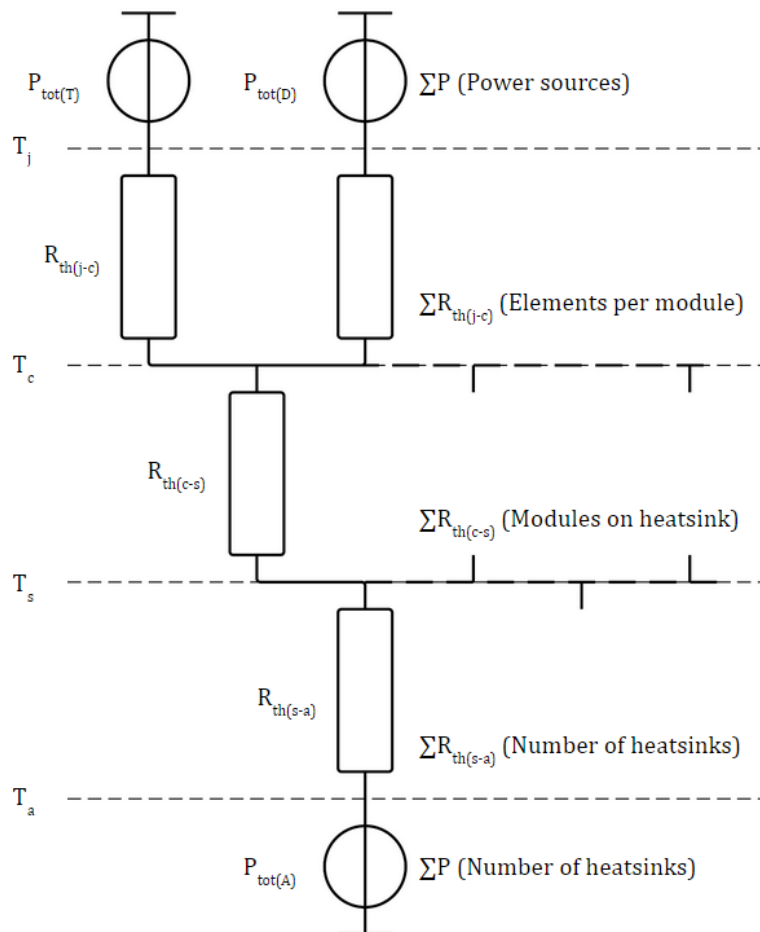 P_tot(T) P_tot(D) ∑P (Power sources)
T_j
R_th(j-c)
∑R_th(j-c) (Elements per module)
T_c
R_th(c-s)
∑R_th(c-s) (Modules on heatsink)
T_s
R_th(s-a)
∑R_th(s-a) (Number of heatsinks)
T_a
P_tot(A) ∑P (Number of heatsinks)